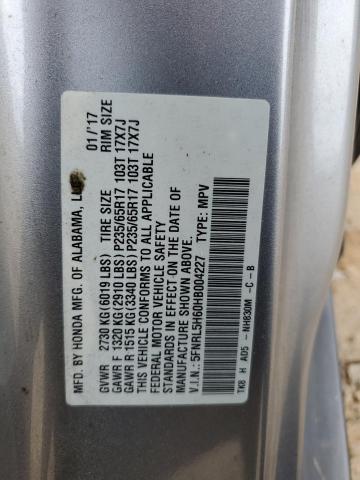 MFD. BY HONDA MFG. OF ALABAMA, 01/'17
GVWR 2730 KG (6019 LBS) TIRE SIZE RIM SIZE
GAWR F 1320 KG (2910 LBS) P235/65R17 103T 17X7J
GAWR R 1515 KG (3340 LBS) P235/65R17 103T 17X7J
THIS VEHICLE CONFORMS TO ALL APPLICABLE
FEDERAL MOTOR VEHICLE SAFETY
STANDARDS IN EFFECT ON THE DATE OF
MANUFACTURE SHOWN ABOVE.
V.I.N.: 5FNRL5H60HB004227 TYPE: MPV
TK8 H AD5 - NH830M -C - B